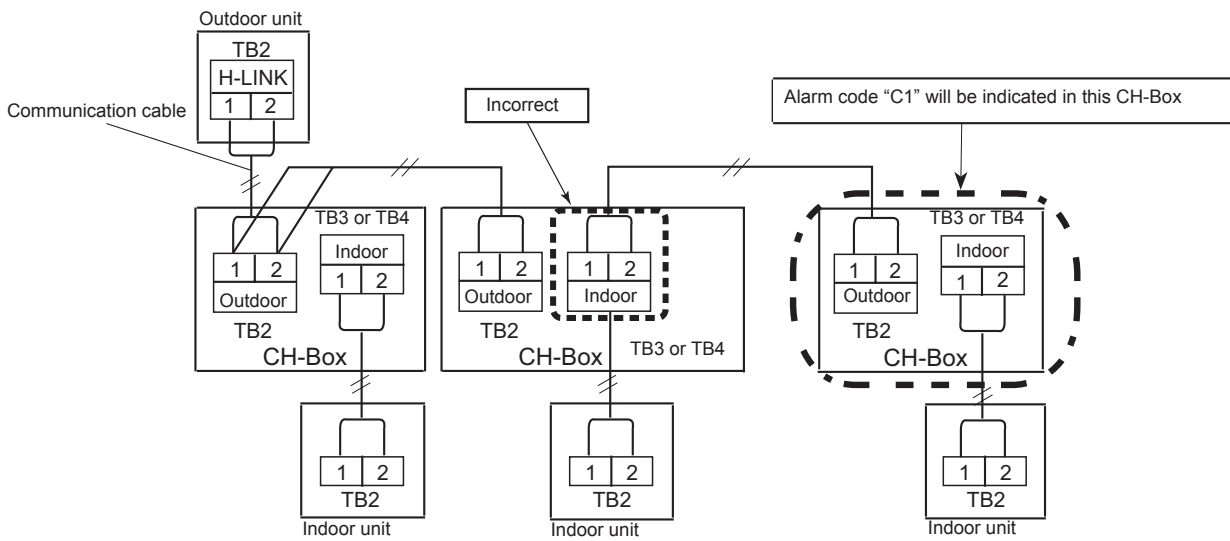 Outdoor unit
TB2
H-LINK
1 2
Communication cable
Incorrect
Alarm code “C1” will be indicated in this CH-Box
TB3 or TB4
Indoor
1 2
1 2
Outdoor
TB2
CH-Box
1 2
Outdoor
TB2
1 2
Indoor
TB3 or TB4
CH-Box
TB3 or TB4
Indoor
1 2
1 2
Outdoor
TB2
CH-Box
1 2
TB2
Indoor unit
1 2
TB2
Indoor unit
1 2
TB2
Indoor unit